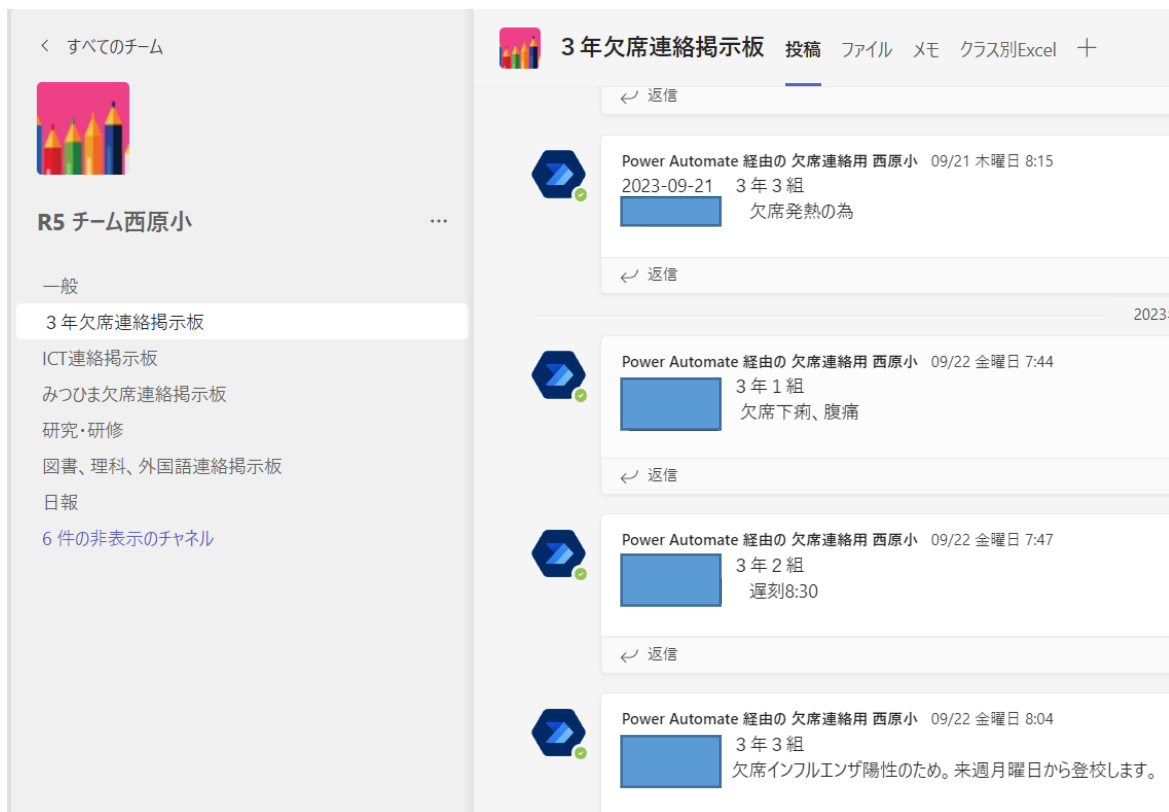 すべてのチーム
R5 チーム西原小
一般
３年欠席連絡掲示板
ICT連絡掲示板
みつひま欠席連絡掲示板
研究・研修
図書、理科、外国語連絡掲示板
日報
6 件の非表示のチャネル
３年欠席連絡掲示板 投稿 ファイル メモ クラス別Excel
返信
Power Automate 経由の 欠席連絡用 西原小 09/21 木曜日 8:15
2023-09-21 ３年３組
欠席発熱の為
返信
2023
Power Automate 経由の 欠席連絡用 西原小 09/22 金曜日 7:44
３年１組
欠席下痢、腹痛
返信
Power Automate 経由の 欠席連絡用 西原小 09/22 金曜日 7:47
３年２組
遅刻8:30
返信
Power Automate 経由の 欠席連絡用 西原小 09/22 金曜日 8:04
３年３組
欠席インフルエンザ陽性のため。来週月曜日から登校します。